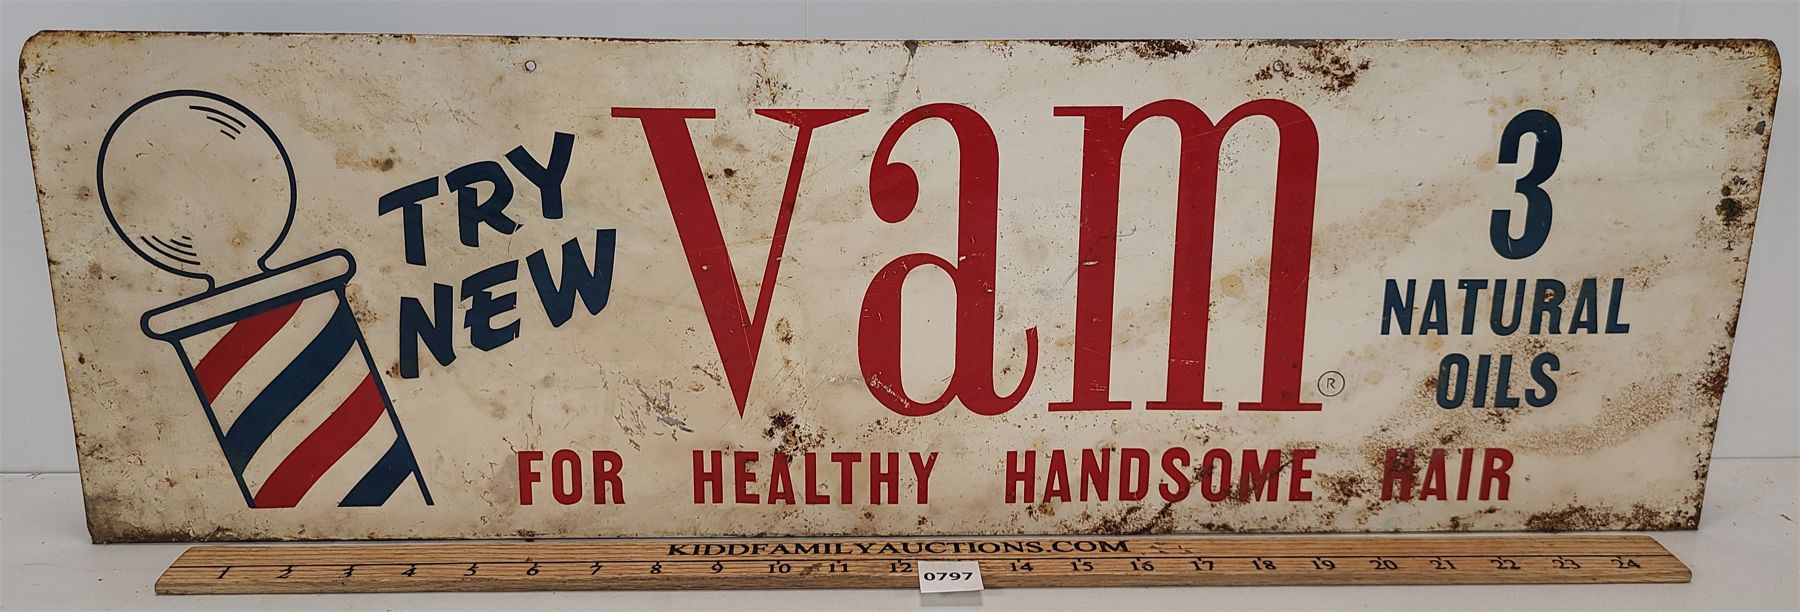 TRY
NEW
Vam ®
3
NATURAL
OILS
FOR HEALTHY HANDSOME HAIR
KIDDFAMILYAUCTIONS.COM
1 2 3 4 5 6 7 8 9 10 11 12 14 15 16 17 18 19 20 21 22 23 24
0797